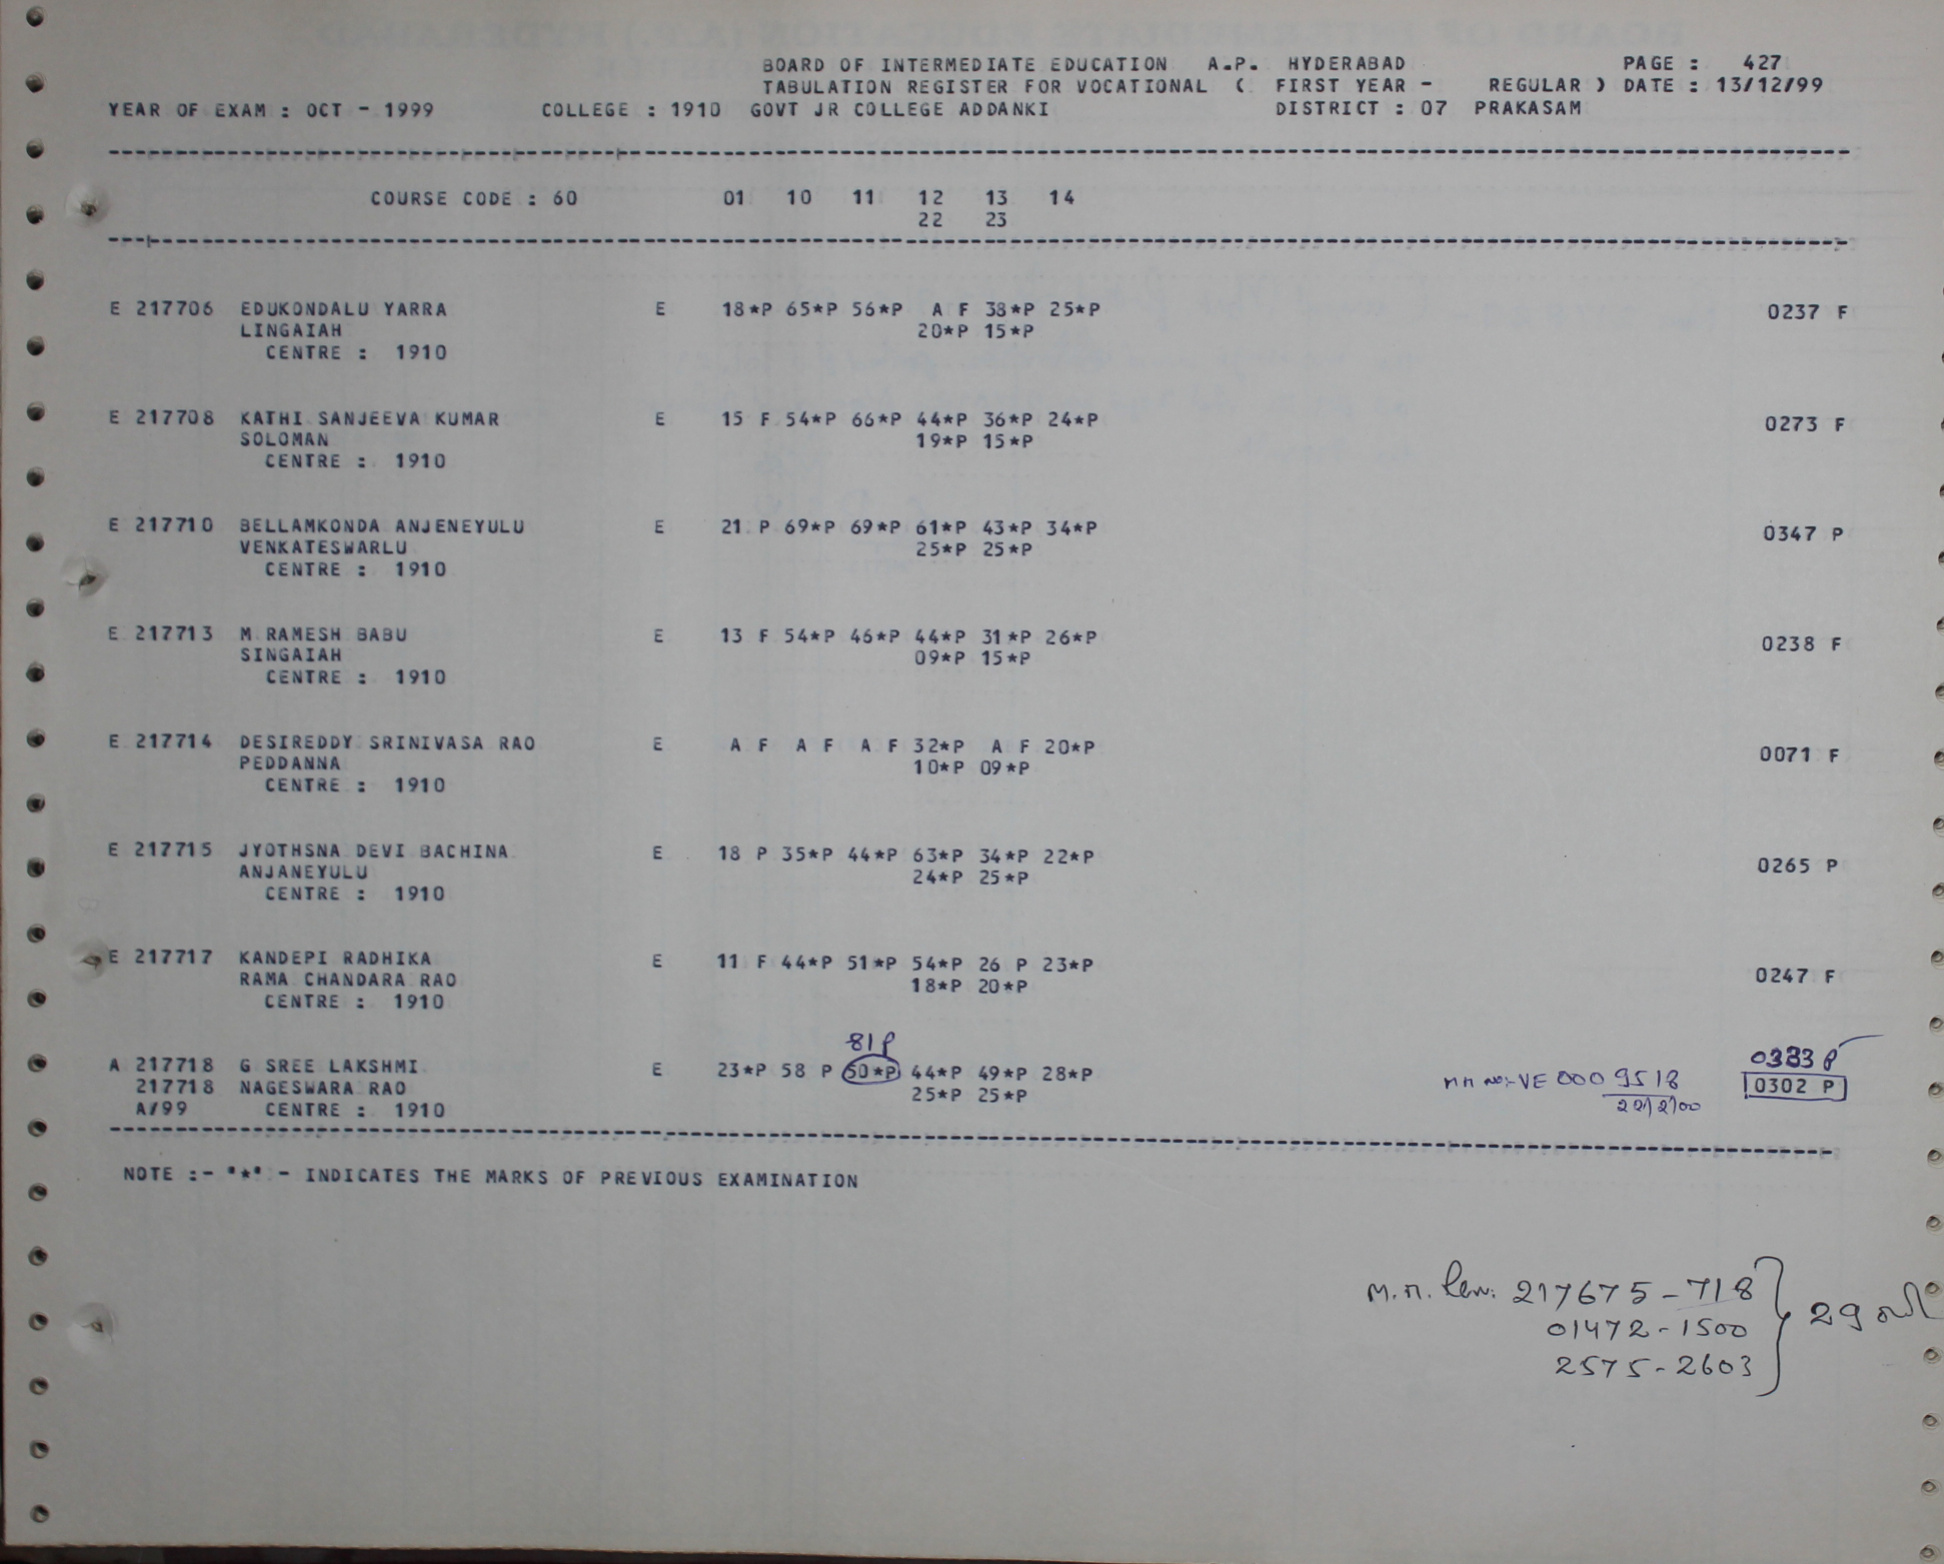 BOARD OF INTERMEDIATE EDUCATION A.P. HYDERABAD PAGE : 427
TABULATION REGISTER FOR VOCATIONAL ( FIRST YEAR - REGULAR ) DATE : 13/12/99
YEAR OF EXAM : OCT - 1999 COLLEGE : 1910 GOVT JR COLLEGE ADDANKI DISTRICT : 07 PRAKASAM
COURSE CODE : 60 01 10 11 12 13 14
22 23
E 217706 EDUKONDALU YARRA E 18*P 65*P 56*P A F 38*P 25*P 0237 F
LINGAIAH 20*P 15*P
CENTRE : 1910
E 217708 KATHI SANJEEVA KUMAR E 15 F 54*P 66*P 44*P 36*P 24*P 0273 F
SOLOMAN 19*P 15*P
CENTRE : 1910
E 217710 BELLAMKONDA ANJENEYULU E 21 P 69*P 69*P 61*P 43*P 34*P 0347 P
VENKATESWARLU 25*P 25*P
CENTRE : 1910
E 217713 M RAMESH BABU E 13 F 54*P 46*P 44*P 31*P 26*P 0238 F
SINGAIAH 09*P 15*P
CENTRE : 1910
E 217714 DESIREDDY SRINIVASA RAO E A F A F A F 32*P A F 20*P 0071 F
PEDDANNA 10*P 09*P
CENTRE : 1910
E 217715 JYOTHSNA DEVI BACHINA E 18 P 35*P 44*P 63*P 34*P 22*P 0265 P
ANJANEYULU 24*P 25*P
CENTRE : 1910
E 217717 KANDEPI RADHIKA E 11 F 44*P 51*P 54*P 26 P 23*P 0247 F
RAMA CHANDARA RAO 18*P 20*P
CENTRE : 1910
81 P
0333 P
A 217718 G SREE LAKSHMI E 23*P 58 P 50*P 44*P 49*P 28*P M M No:- VE 0009518 0302 P
217718 NAGESWARA RAO 25*P 25*P 22/2/00
A/99 CENTRE : 1910
NOTE :- "*" - INDICATES THE MARKS OF PREVIOUS EXAMINATION
M.M. 217675-718
01472-1500 29
2575-2603